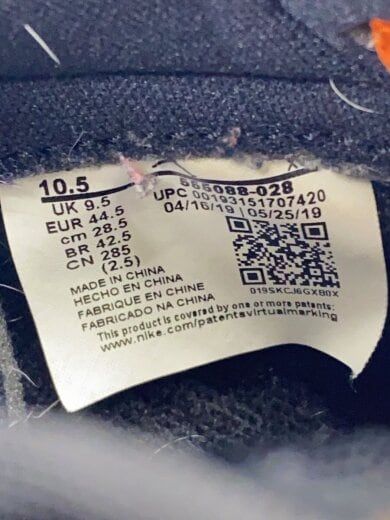 10.5
UK 9.5
EUR 44.5
cm 28.5
BR 42.5
CN 285
(2.5)
555088-028
UPC 00193151707420
04/16/19 | 05/25/19
019SKCJ6GXB0X
MADE IN CHINA
HECHO EN CHINA
FABRIQUE EN CHINE
FABRICADO NA CHINA
This product is covered by one or more patents:
www.nike.com/patentsvirtualmarking